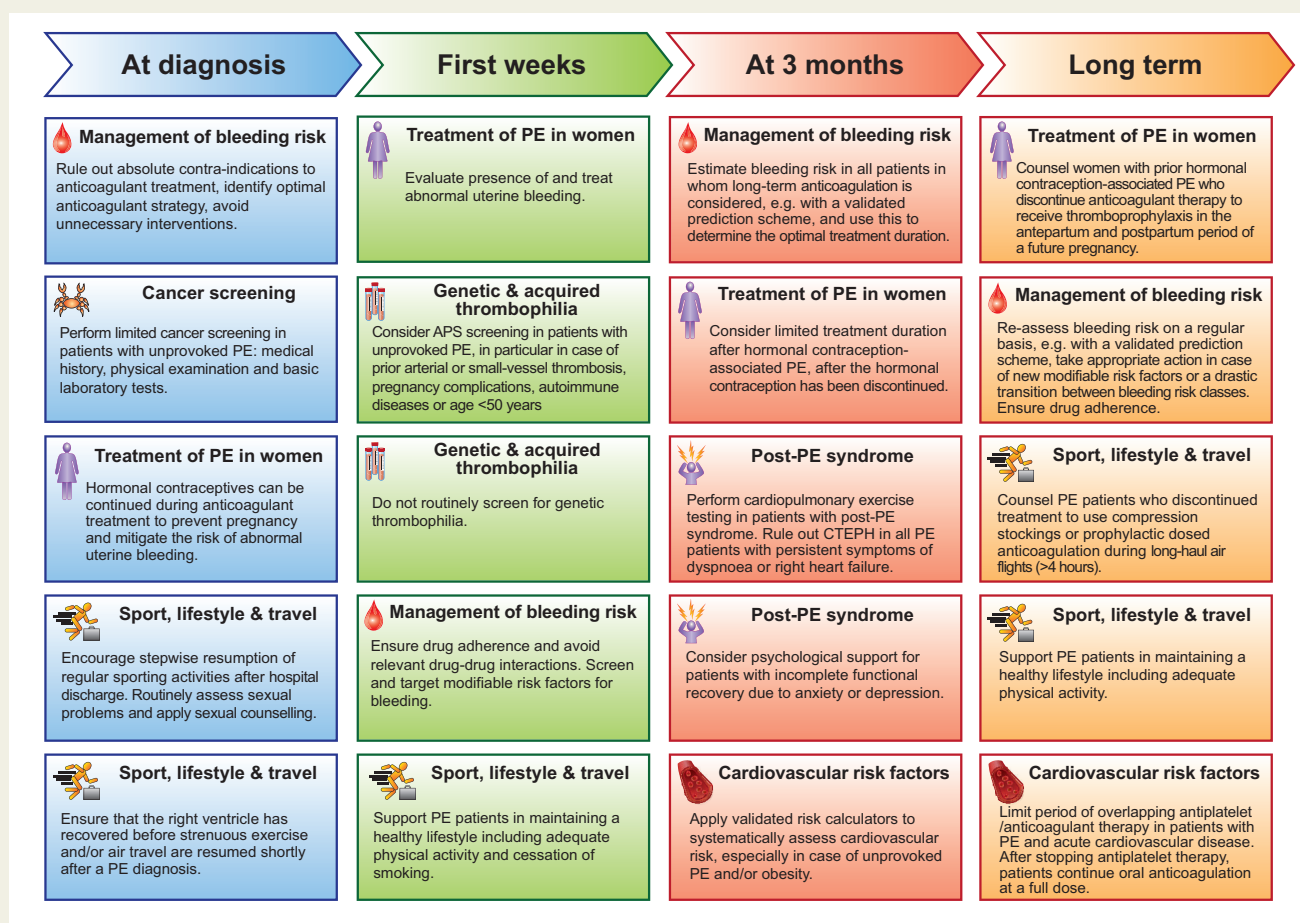 At diagnosis
First weeks
At 3 months
Long term
Management of bleeding risk
Rule out absolute contra-indications to
anticoagulant treatment, identify optimal
anticoagulant strategy, avoid
unnecessary interventions.
Cancer screening
Perform limited cancer screening in
patients with unprovoked PE: medical
history, physical examination and basic
laboratory tests.
Treatment of PE in women
Hormonal contraceptives can be
continued during anticoagulant
treatment to prevent pregnancy
and mitigate the risk of abnormal
uterine bleeding.
Sport, lifestyle & travel
Encourage stepwise resumption of
regular sporting activities after hospital
discharge. Routinely assess sexual
problems and apply sexual counselling.
Sport, lifestyle & travel
Ensure that the right ventricle has
recovered before strenuous exercise
and/or air travel are resumed shortly
after a PE diagnosis.
Treatment of PE in women
Evaluate presence of and treat
abnormal uterine bleeding.
Genetic & acquired
thrombophilia
Consider APS screening in patients with
unprovoked PE, in particular in case of
prior arterial or small-vessel thrombosis,
pregnancy complications, autoimmune
diseases or age <50 years
Genetic & acquired
thrombophilia
Do not routinely screen for genetic
thrombophilia.
Management of bleeding risk
Ensure drug adherence and avoid
relevant drug-drug interactions. Screen
and target modifiable risk factors for
bleeding.
Sport, lifestyle & travel
Support PE patients in maintaining a
healthy lifestyle including adequate
physical activity and cessation of
smoking.
Management of bleeding risk
Estimate bleeding risk in all patients in
whom long-term anticoagulation is
considered, e.g. with a validated
prediction scheme, and use this to
determine the optimal treatment duration.
Treatment of PE in women
Consider limited treatment duration
after hormonal contraception-
associated PE, after the hormonal
contraception has been discontinued.
Post-PE syndrome
Perform cardiopulmonary exercise
testing in patients with post-PE
syndrome. Rule out CTEPH in all PE
patients with persistent symptoms of
dyspnoea or right heart failure.
Post-PE syndrome
Consider psychological support for
patients with incomplete functional
recovery due to anxiety or depression.
Cardiovascular risk factors
Apply validated risk calculators to
systematically assess cardiovascular
risk, especially in case of unprovoked
PE and/or obesity.
Treatment of PE in women
Counsel women with prior hormonal
contraception-associated PE who
discontinue anticoagulant therapy to
receive thromboprophylaxis in the
antepartum and postpartum period of
a future pregnancy.
Management of bleeding risk
Re-assess bleeding risk on a regular
basis, e.g. with a validated prediction
scheme, take appropriate action in case
of new modifiable risk factors or a drastic
transition between bleeding risk classes.
Ensure drug adherence.
Sport, lifestyle & travel
Counsel PE patients who discontinued
treatment to use compression
stockings or prophylactic dosed
anticoagulation during long-haul air
flights (>4 hours).
Sport, lifestyle & travel
Support PE patients in maintaining a
healthy lifestyle including adequate
physical activity.
Cardiovascular risk factors
Limit period of overlapping antiplatelet
/anticoagulant therapy in patients with
PE and acute cardiovascular disease.
After stopping antiplatelet therapy,
patients continue oral anticoagulation
at a full dose.